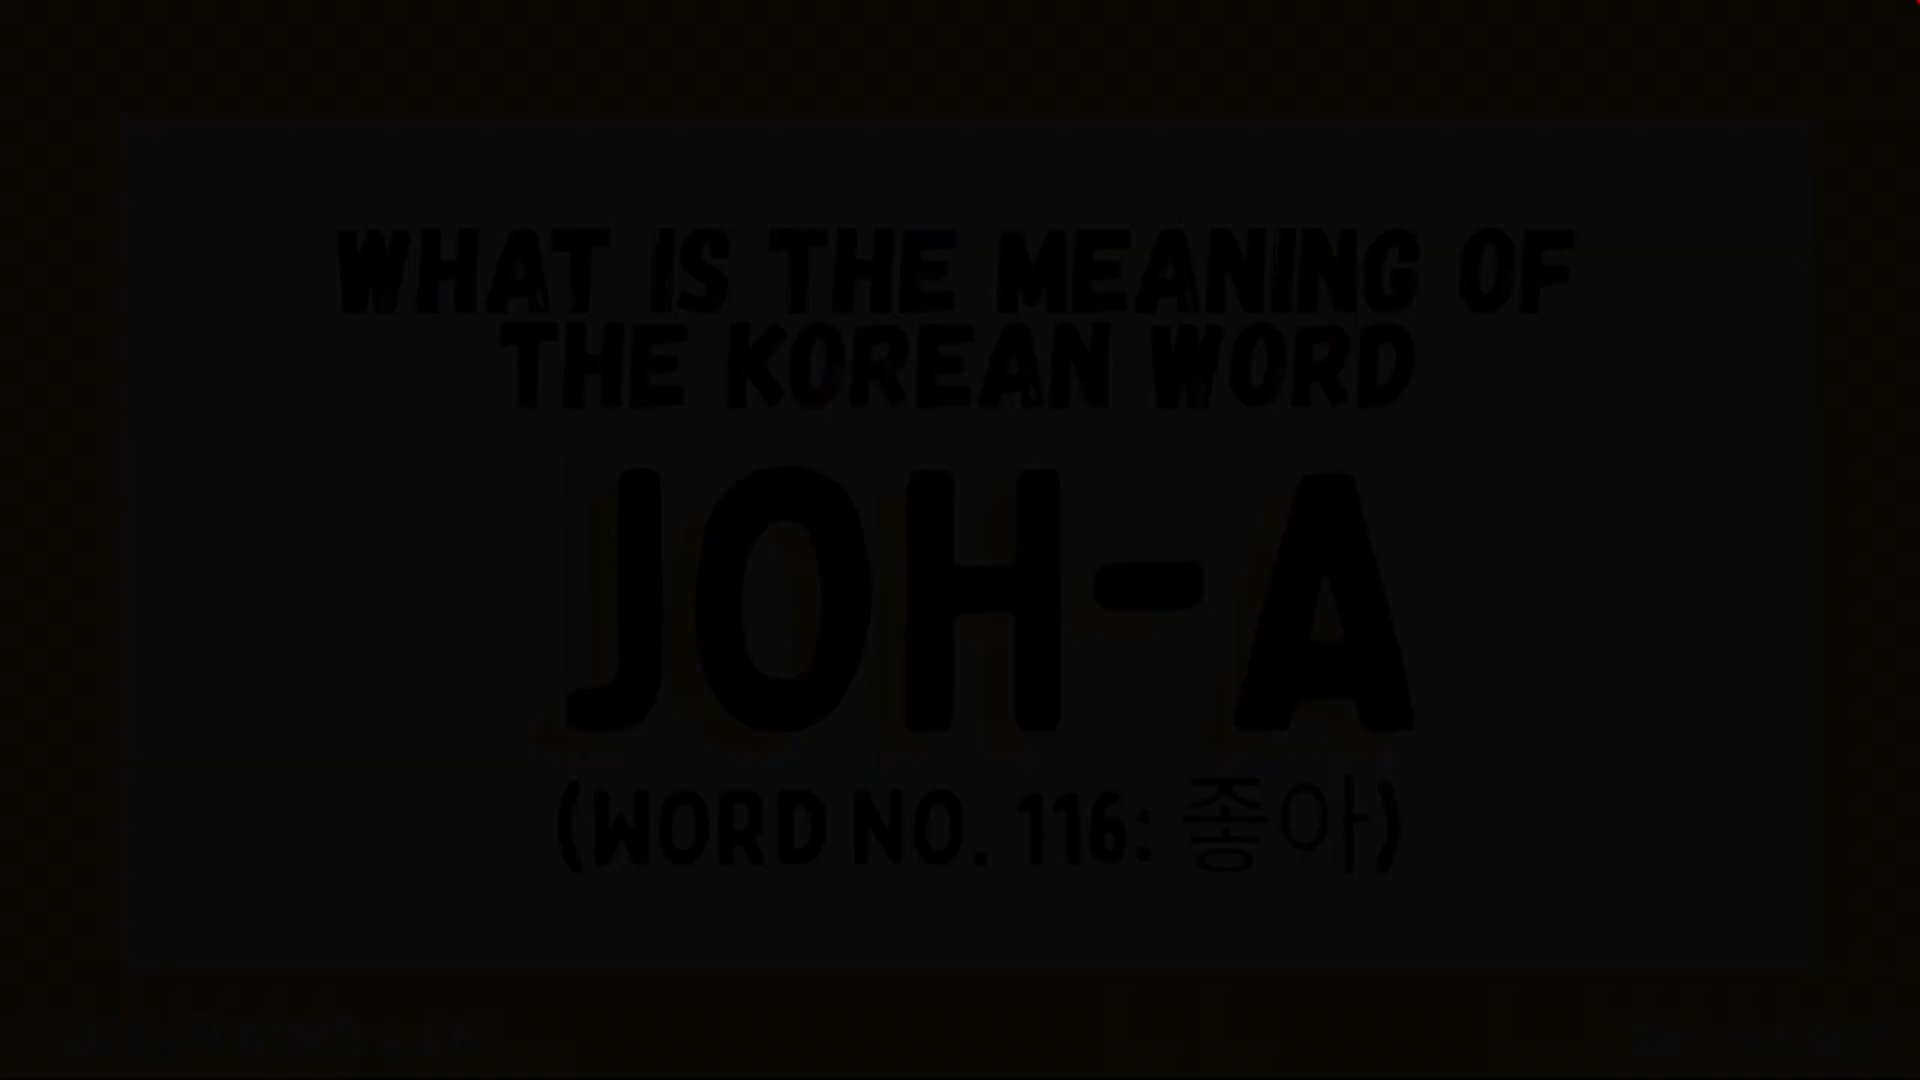 WHAT IS THE MEANING OF
THE KOREAN WORD
JOH-A
(WORD NO. 116: 좋아)